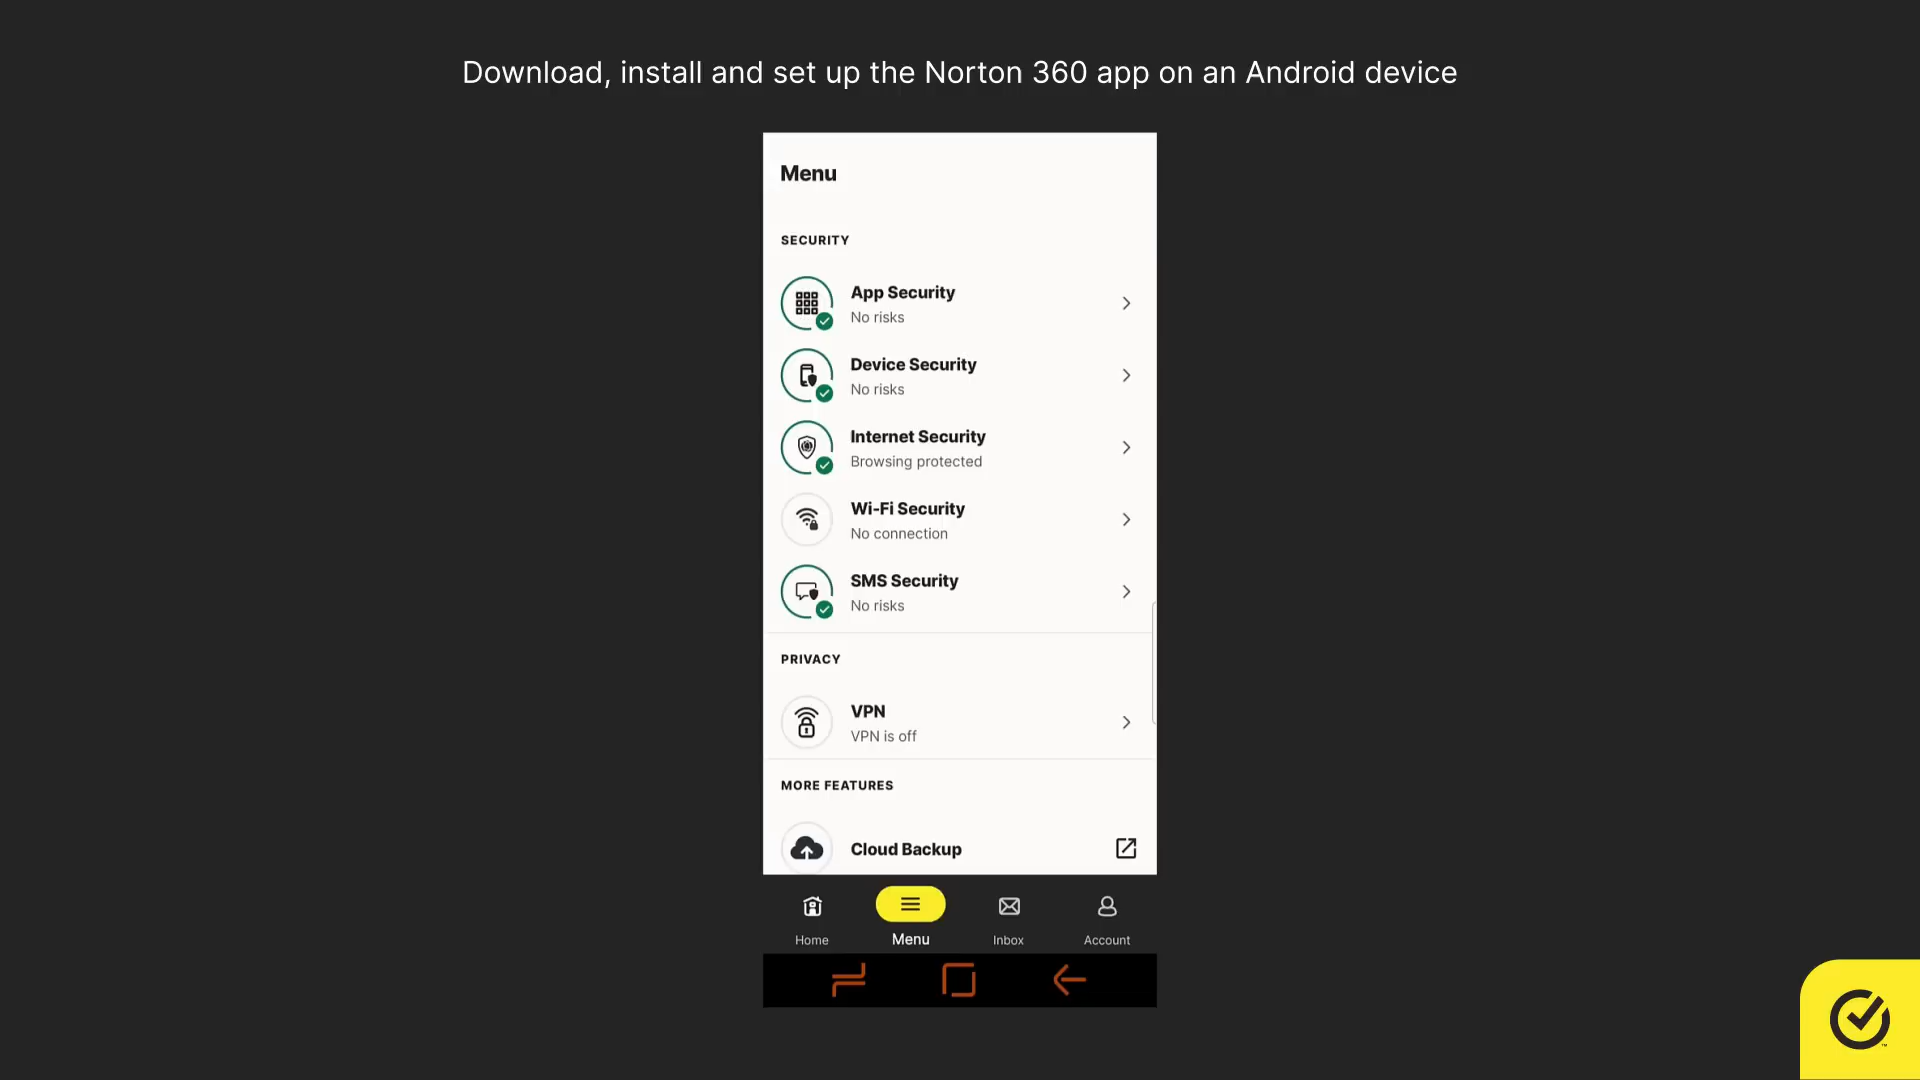 Download, install and set up the Norton 360 app on an Android device
Menu
SECURITY
App Security
No risks
Device Security
No risks
Internet Security
Browsing protected
Wi-Fi Security
No connection
SMS Security
No risks
PRIVACY
VPN
VPN is off
MORE FEATURES
Cloud Backup
Home
Menu
Inbox
Account